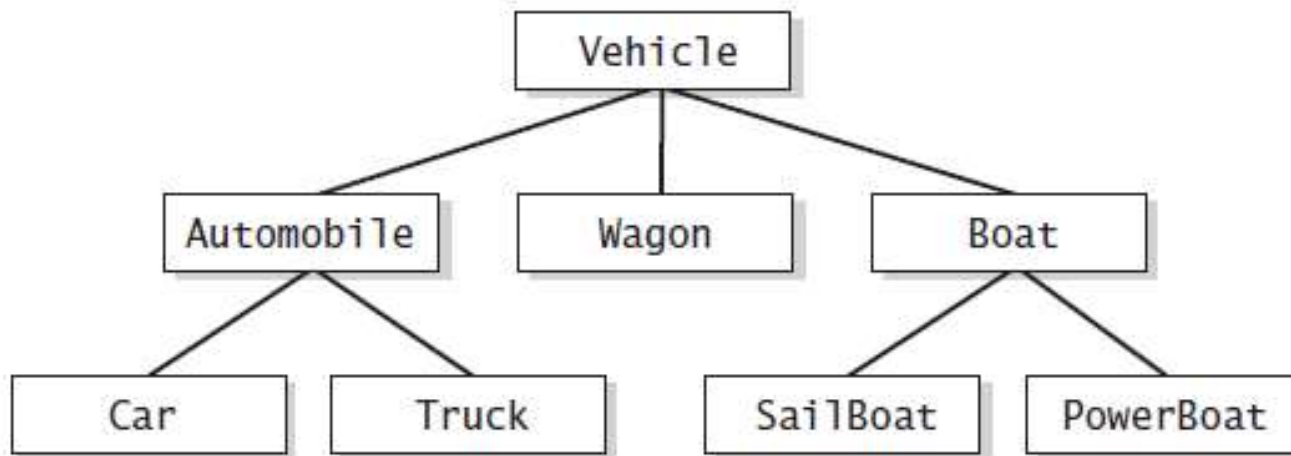 Vehicle
Automobile
Wagon
Boat
Car
Truck
SailBoat
PowerBoat